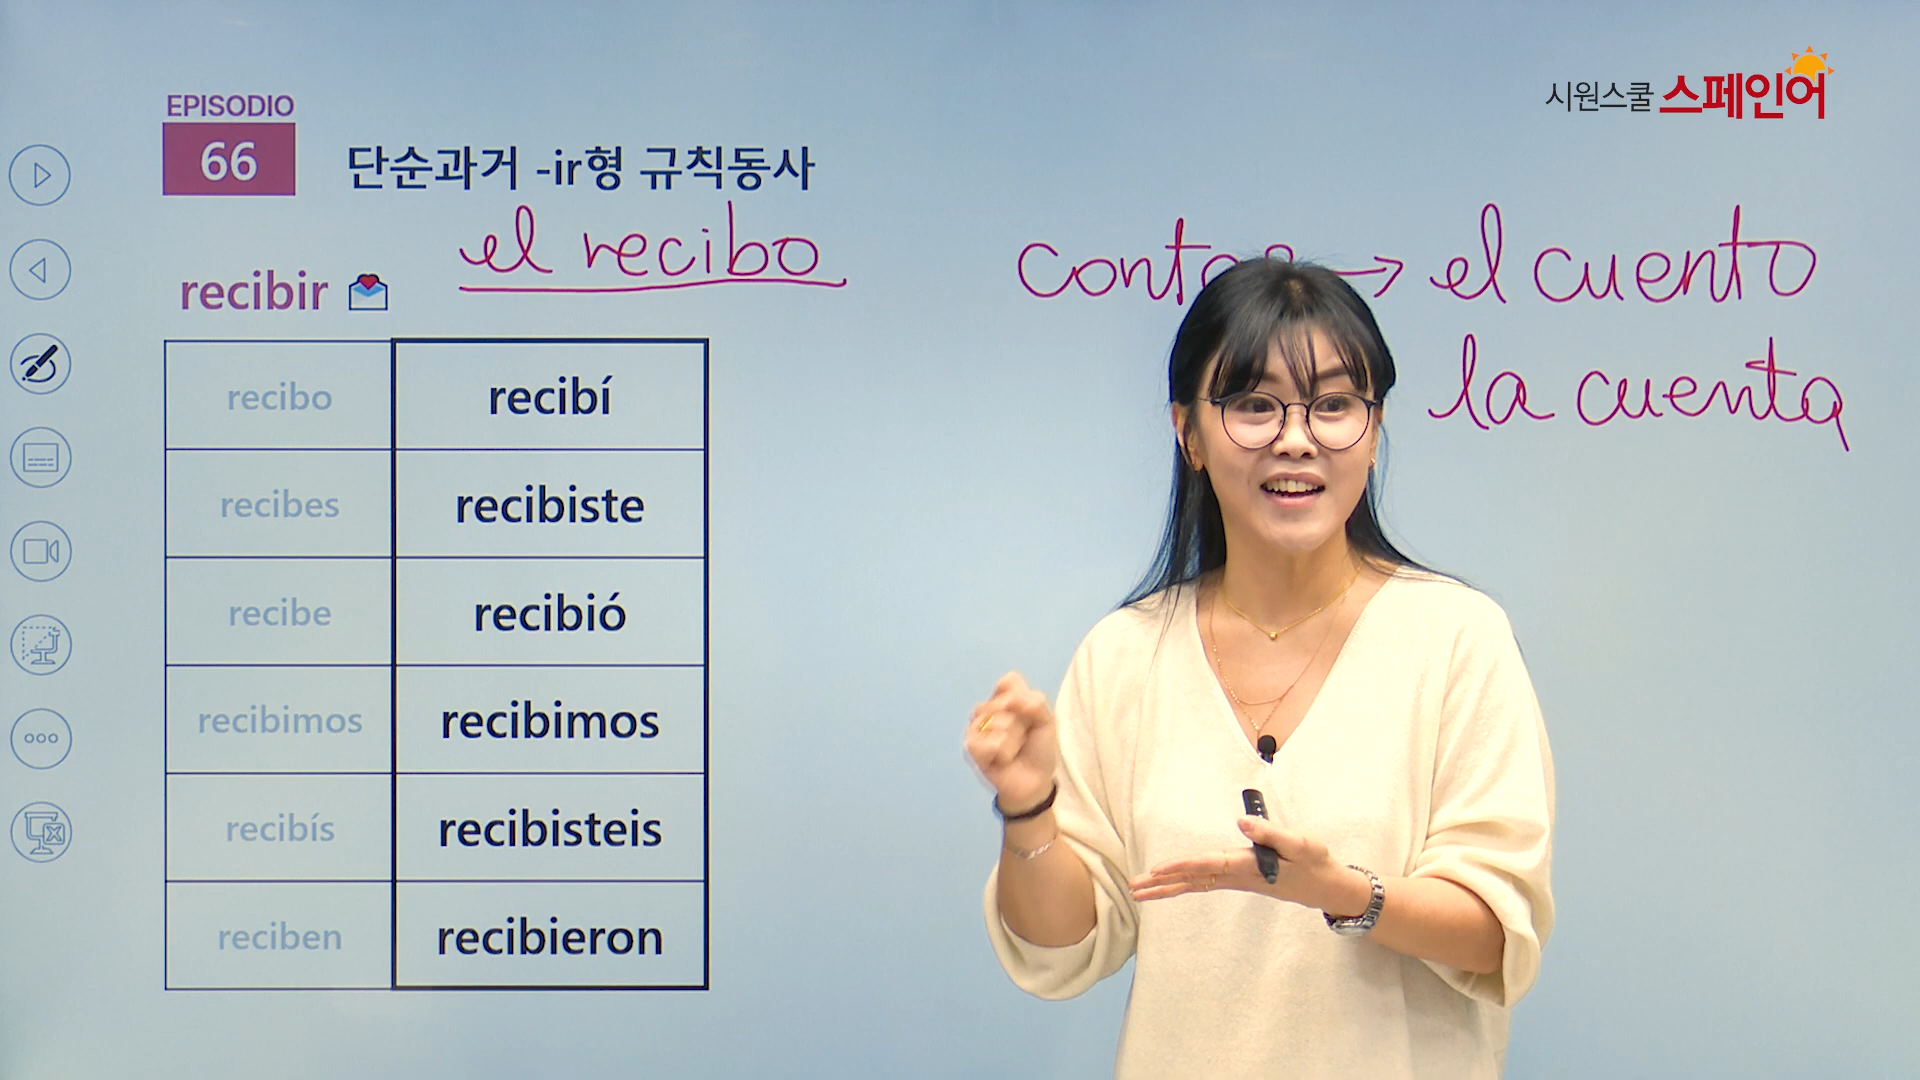 EPISODIO
66
단순과거 -ir형 규칙동사
시원스쿨 스페인어
el recibo
recibir
contar → el cuento
la cuenta
recibo recibí
recibes recibiste
recibe recibió
recibimos recibimos
recibís recibisteis
reciben recibieron